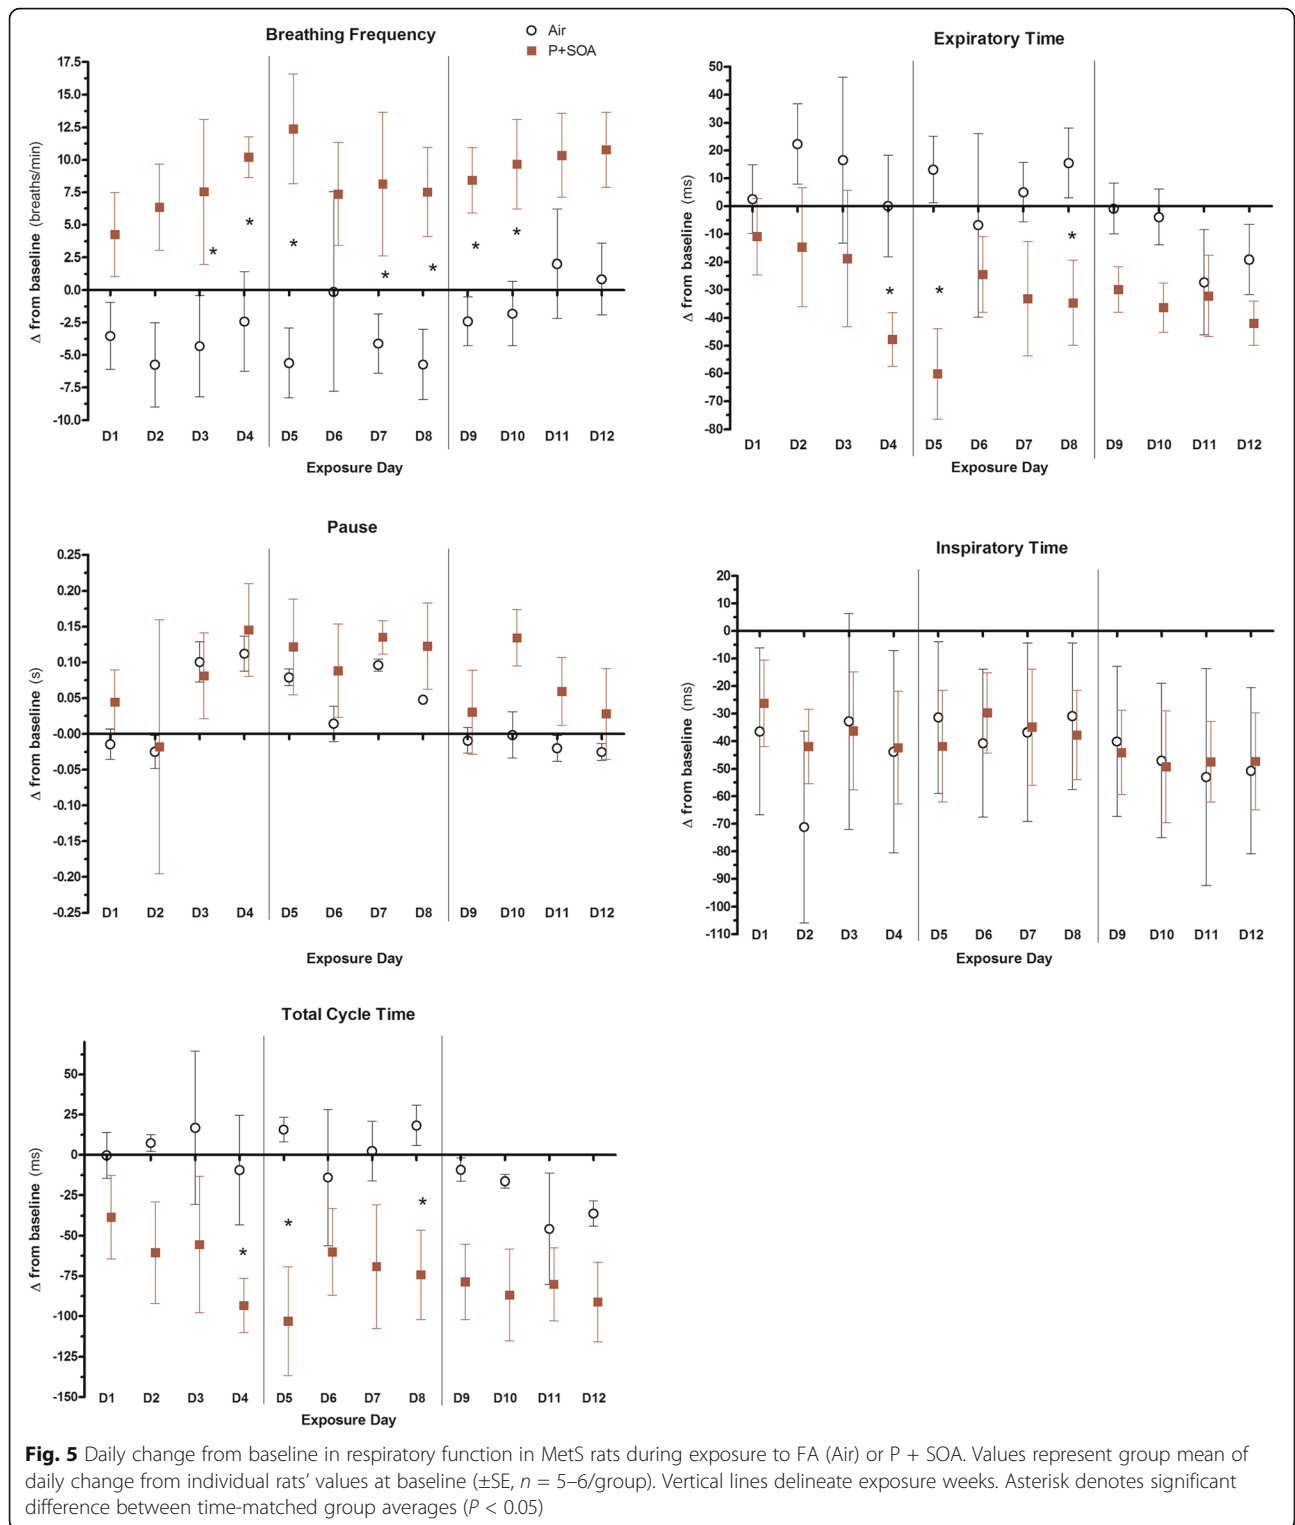 Breathing Frequency
Air
P+SOA
17.5
15.0
12.5
10.0
7.5
5.0
2.5
0.0
-2.5
-5.0
-7.5
-10.0
Δ from baseline (breaths/min)
* * * * * * *
D1 D2 D3 D4 D5 D6 D7 D8 D9 D10 D11 D12
Exposure Day
Expiratory Time
50
40
30
20
10
0
-10
-20
-30
-40
-50
-60
-70
-80
Δ from baseline (ms)
* * *
D1 D2 D3 D4 D5 D6 D7 D8 D9 D10 D11 D12
Exposure Day
Pause
0.25
0.20
0.15
0.10
0.05
-0.00
-0.05
-0.10
-0.15
-0.20
-0.25
Δ from baseline (s)
D1 D2 D3 D4 D5 D6 D7 D8 D9 D10 D11 D12
Exposure Day
Inspiratory Time
20
10
0
-10
-20
-30
-40
-50
-60
-70
-80
-90
-100
-110
Δ from baseline (ms)
D1 D2 D3 D4 D5 D6 D7 D8 D9 D10 D11 D12
Exposure Day
Total Cycle Time
50
25
0
-25
-50
-75
-100
-125
-150
Δ from baseline (ms)
* * *
D1 D2 D3 D4 D5 D6 D7 D8 D9 D10 D11 D12
Exposure Day
Fig. 5 Daily change from baseline in respiratory function in MetS rats during exposure to FA (Air) or P + SOA. Values represent group mean of
daily change from individual rats' values at baseline (±SE, n = 5–6/group). Vertical lines delineate exposure weeks. Asterisk denotes significant
difference between time-matched group averages (P < 0.05)